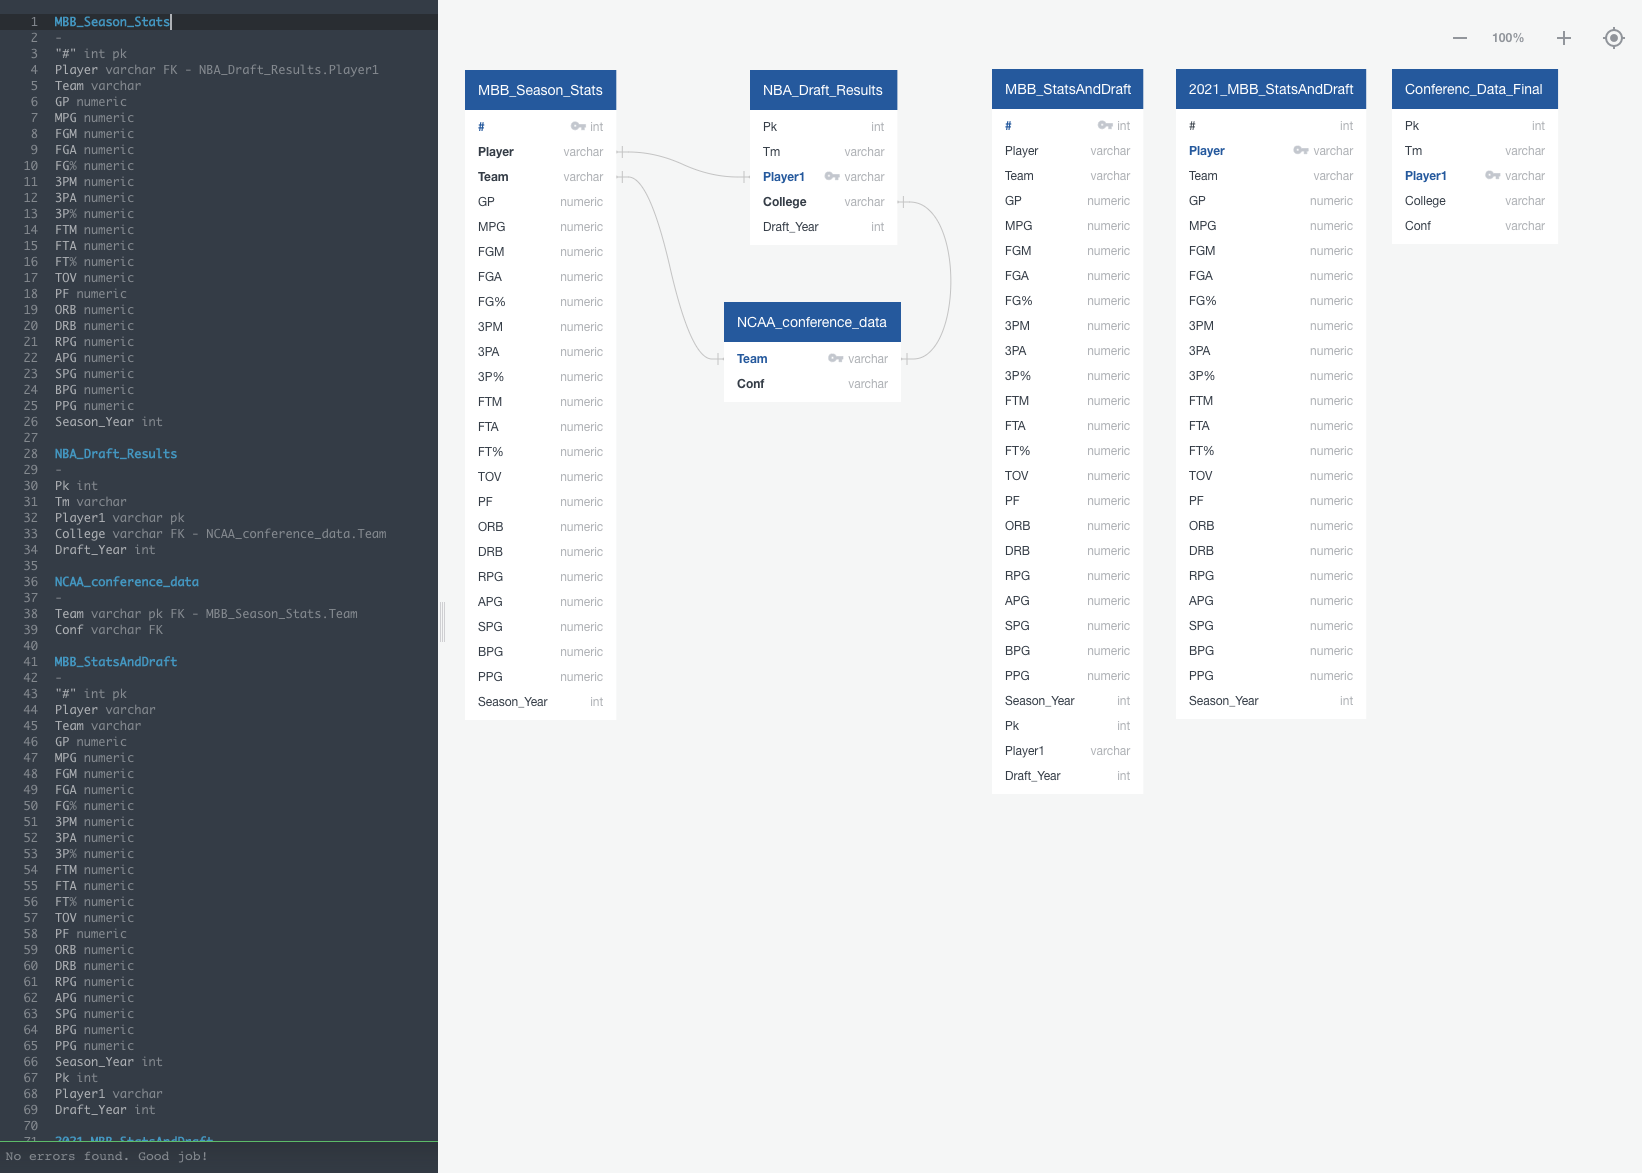 1 MBB_Season_Stats
2 -
3 "#" int pk
4 Player varchar FK - NBA_Draft_Results.Player1
5 Team varchar
6 GP numeric
7 MPG numeric
8 FGM numeric
9 FGA numeric
10 FG% numeric
11 3PM numeric
12 3PA numeric
13 3P% numeric
14 FTM numeric
15 FTA numeric
16 FT% numeric
17 TOV numeric
18 PF numeric
19 ORB numeric
20 DRB numeric
21 RPG numeric
22 APG numeric
23 SPG numeric
24 BPG numeric
25 PPG numeric
26 Season_Year int
27
28 NBA_Draft_Results
29 -
30 Pk int
31 Tm varchar
32 Player1 varchar pk
33 College varchar FK - NCAA_conference_data.Team
34 Draft_Year int
35
36 NCAA_conference_data
37 -
38 Team varchar pk FK - MBB_Season_Stats.Team
39 Conf varchar FK
40
41 MBB_StatsAndDraft
42 -
43 "#" int pk
44 Player varchar
45 Team varchar
46 GP numeric
47 MPG numeric
48 FGM numeric
49 FGA numeric
50 FG% numeric
51 3PM numeric
52 3PA numeric
53 3P% numeric
54 FTM numeric
55 FTA numeric
56 FT% numeric
57 TOV numeric
58 PF numeric
59 ORB numeric
60 DRB numeric
61 RPG numeric
62 APG numeric
63 SPG numeric
64 BPG numeric
65 PPG numeric
66 Season_Year int
67 Pk int
68 Player1 varchar
69 Draft_Year int
70
71 2021_MBB_StatsAndDraft
No errors found. Good job!
100%
MBB_Season_Stats
# int
Player varchar
Team varchar
GP numeric
MPG numeric
FGM numeric
FGA numeric
FG% numeric
3PM numeric
3PA numeric
3P% numeric
FTM numeric
FTA numeric
FT% numeric
TOV numeric
PF numeric
ORB numeric
DRB numeric
RPG numeric
APG numeric
SPG numeric
BPG numeric
PPG numeric
Season_Year int
NBA_Draft_Results
Pk int
Tm varchar
Player1 varchar
College varchar
Draft_Year int
NCAA_conference_data
Team varchar
Conf varchar
MBB_StatsAndDraft
# int
Player varchar
Team varchar
GP numeric
MPG numeric
FGM numeric
FGA numeric
FG% numeric
3PM numeric
3PA numeric
3P% numeric
FTM numeric
FTA numeric
FT% numeric
TOV numeric
PF numeric
ORB numeric
DRB numeric
RPG numeric
APG numeric
SPG numeric
BPG numeric
PPG numeric
Season_Year int
Pk int
Player1 varchar
Draft_Year int
2021_MBB_StatsAndDraft
# int
Player varchar
Team varchar
GP numeric
MPG numeric
FGM numeric
FGA numeric
FG% numeric
3PM numeric
3PA numeric
3P% numeric
FTM numeric
FTA numeric
FT% numeric
TOV numeric
PF numeric
ORB numeric
DRB numeric
RPG numeric
APG numeric
SPG numeric
BPG numeric
PPG numeric
Season_Year int
Conferenc_Data_Final
Pk int
Tm varchar
Player1 varchar
College varchar
Conf varchar